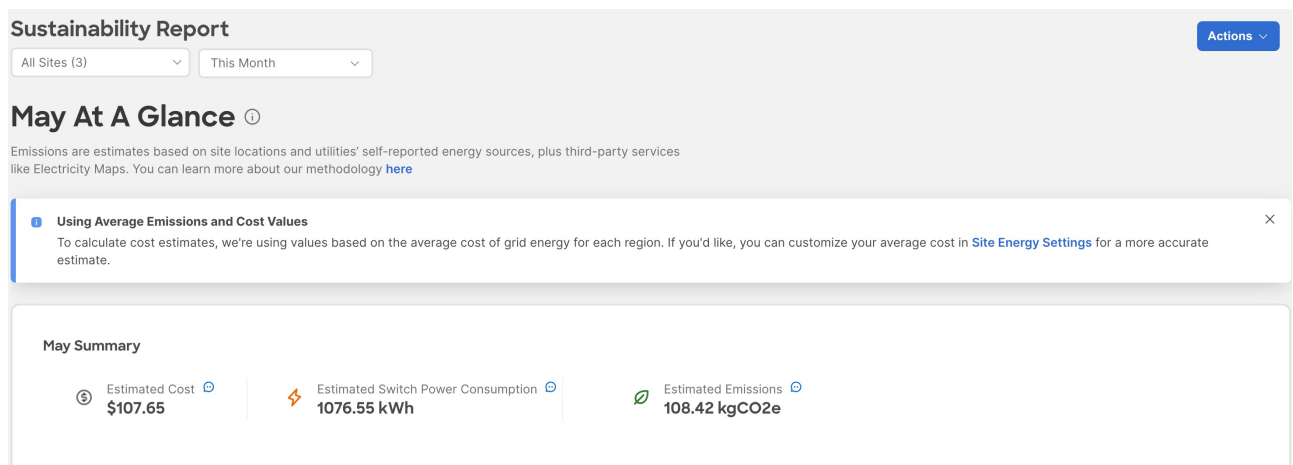 Sustainability Report
Actions
All Sites (3)
This Month
May At A Glance
Emissions are estimates based on site locations and utilities' self-reported energy sources, plus third-party services
like Electricity Maps. You can learn more about our methodology here
Using Average Emissions and Cost Values
To calculate cost estimates, we're using values based on the average cost of grid energy for each region. If you'd like, you can customize your average cost in Site Energy Settings for a more accurate
estimate.
May Summary
Estimated Cost
$107.65
Estimated Switch Power Consumption
1076.55 kWh
Estimated Emissions
108.42 kgCO2e